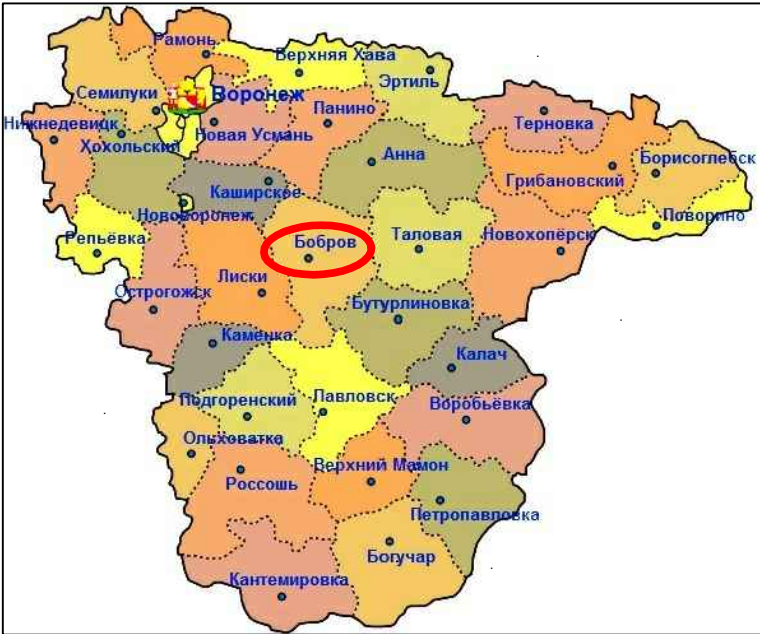 Рамонь
Верхняя Хава
Эртиль
Семилуки
Воронеж
Нижнедевицк
Хохольский
Новая Усмань
Панино
Терновка
Анна
Борисоглебск
Грибановский
Каширское
Нововоронеж
Поворино
Репьёвка
Бобров
Таловая
Новохопёрск
Лиски
Острогожск
Бутурлиновка
Каменка
Калач
Подгоренский
Павловск
Воробьёвка
Ольховатка
Верхний Мамон
Россошь
Петропавловка
Богучар
Кантемировка